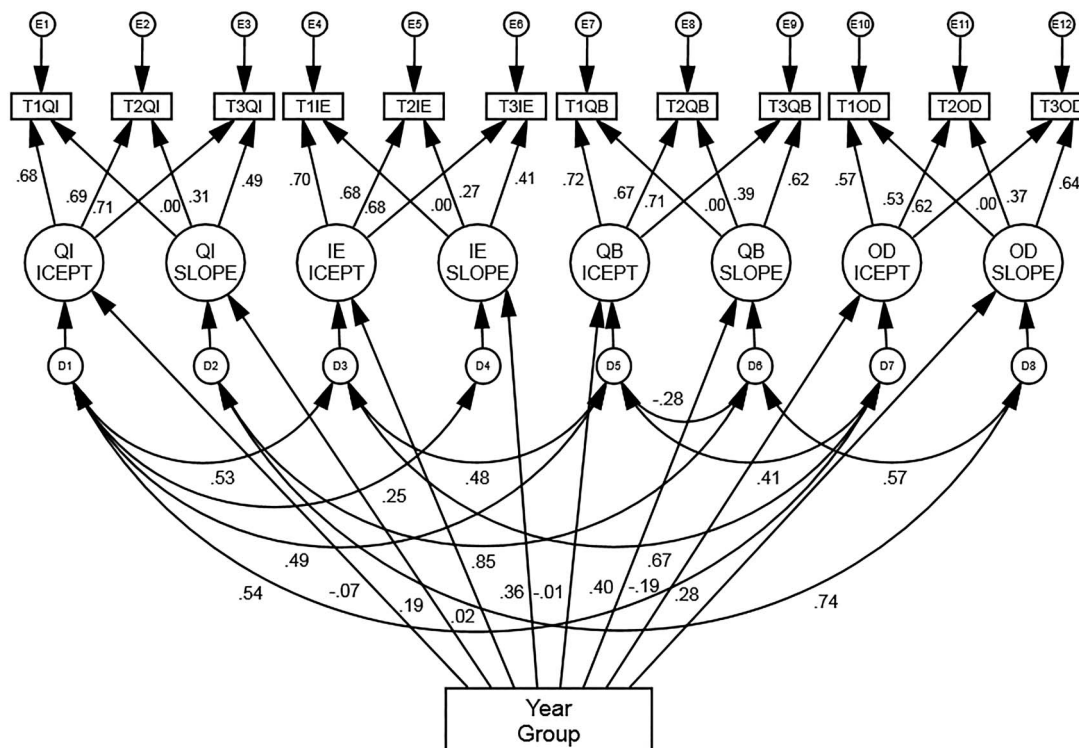 E1 E2 E3 E4 E5 E6 E7 E8 E9 E10 E11 E12
T1QI T2QI T3QI T1IE T2IE T3IE T1QB T2QB T3QB T1OD T2OD T3OD
.68 .69 .71 .00 .31 .49 .70 .68 .68 .00 .27 .41 .72 .67 .71 .00 .39 .62 .57 .53 .62 .00 .37 .64
QI
ICEPT
QI
SLOPE
IE
ICEPT
IE
SLOPE
QB
ICEPT
QB
SLOPE
OD
ICEPT
OD
SLOPE
D1 D2 D3 D4 D5 D6 D7 D8
-.28
.53 .25 .48 .41 .57
.49 .85 .67
.54 -.07 .19 .02 .36 -.01 .40 -.19 .28 .74
Year
Group